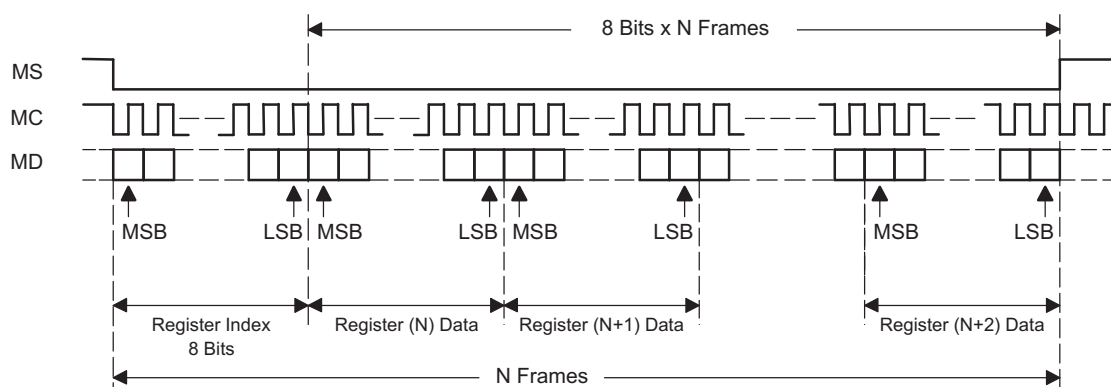 8 Bits x N Frames
MS
MC
MD
MSB LSB MSB LSB MSB LSB MSB LSB
Register Index Register (N) Data Register (N+1) Data Register (N+2) Data
8 Bits
N Frames